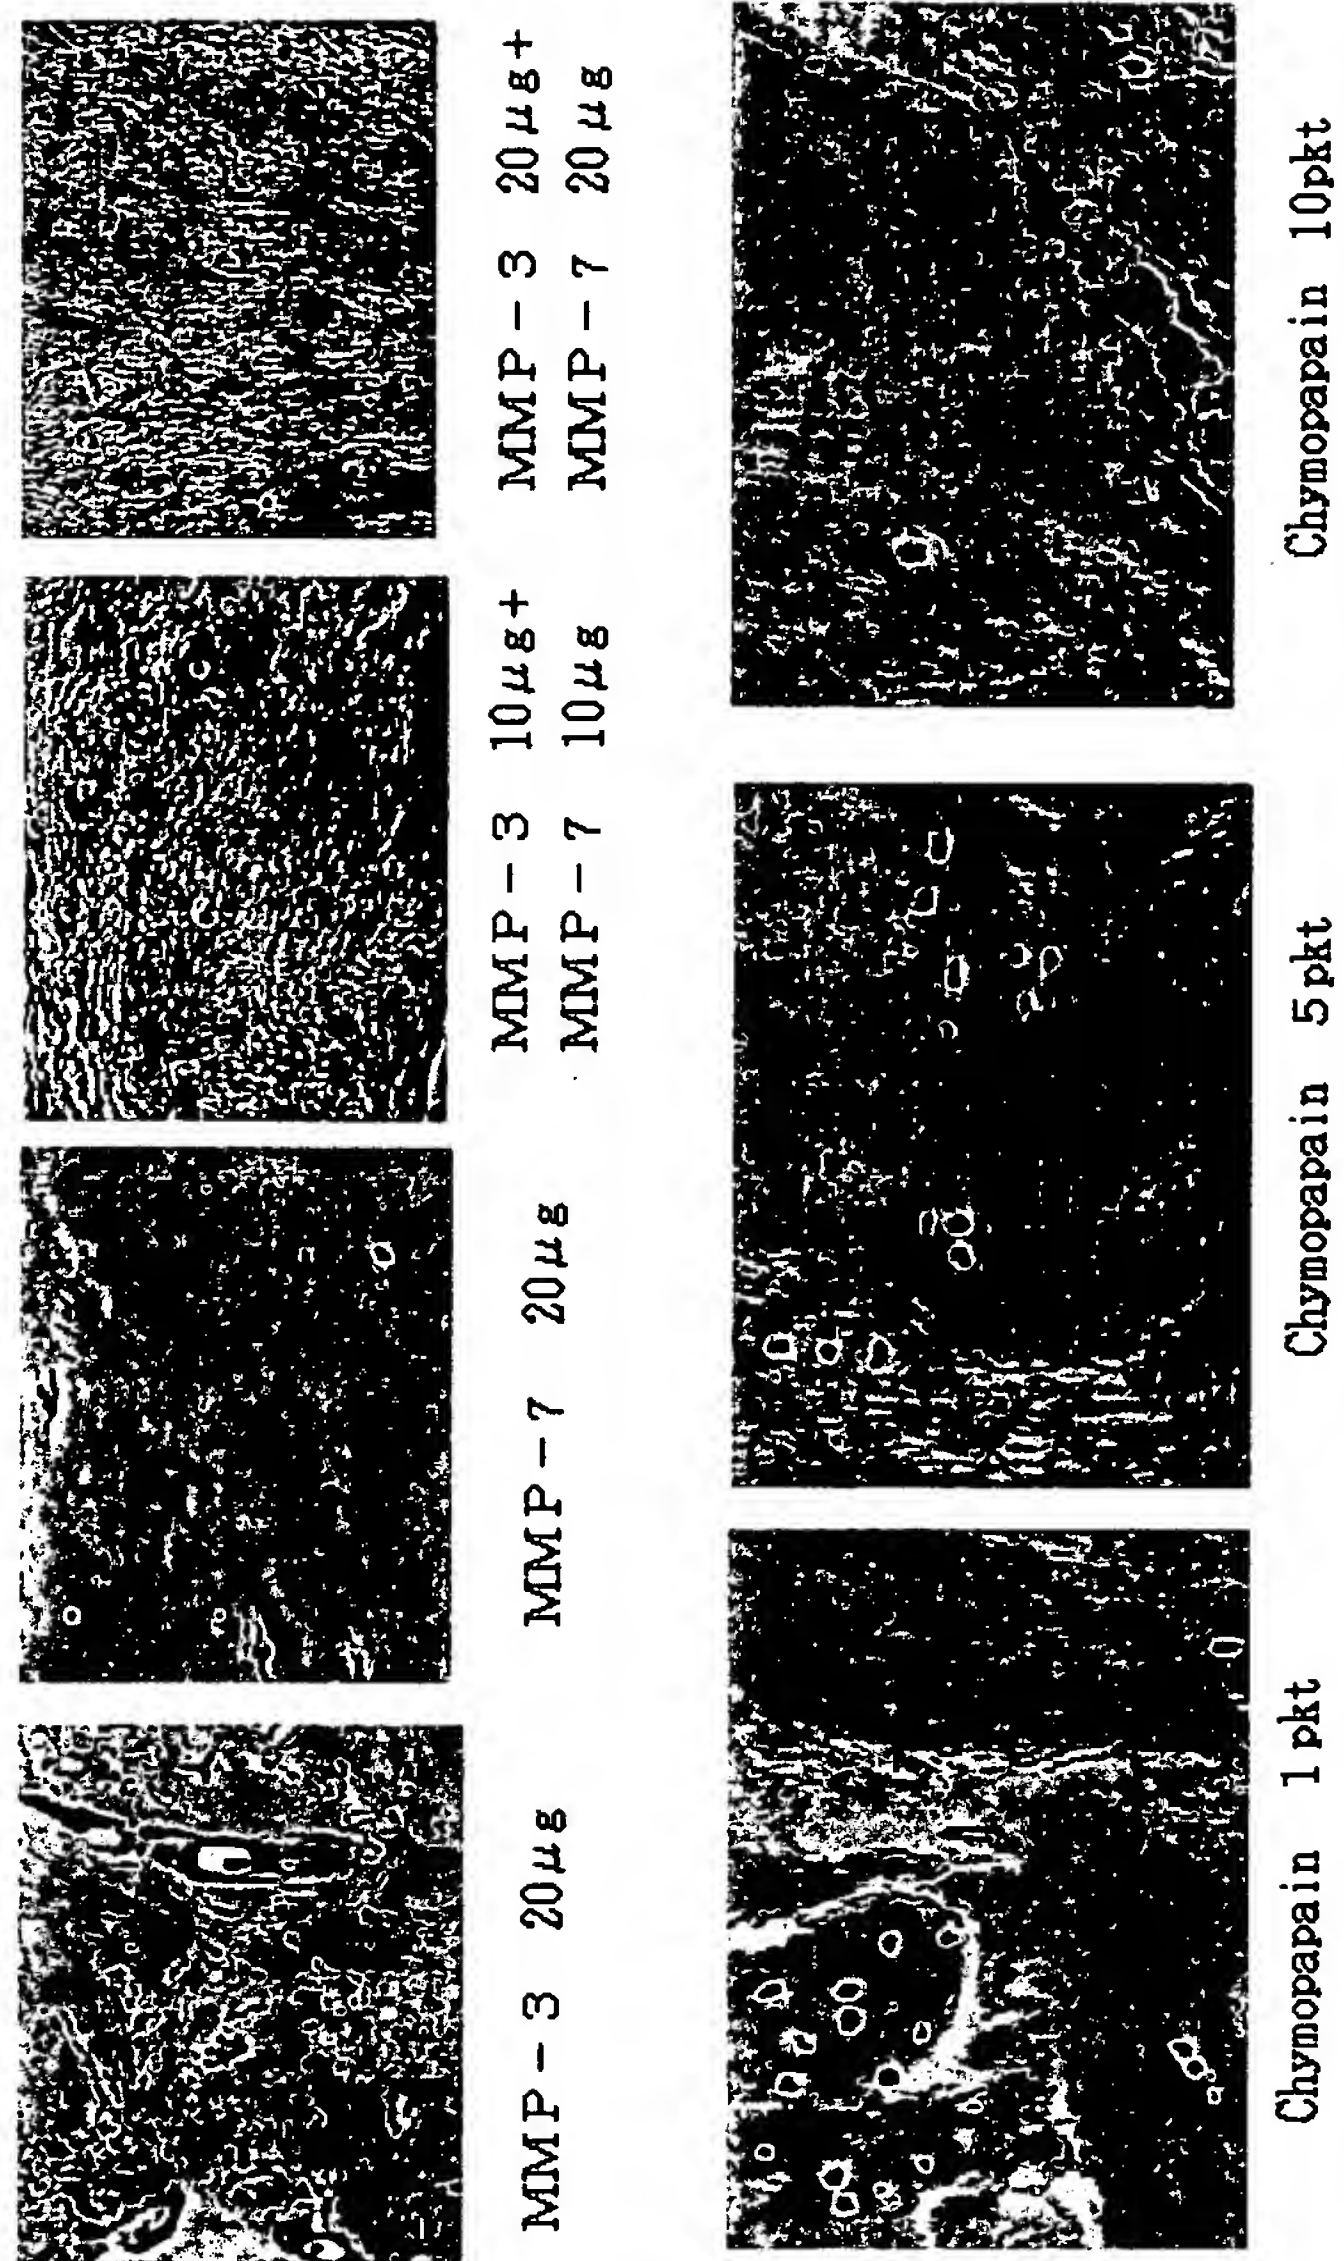 MMP-3 20μg
MMP-7 20μg
MMP-3 10μg+
MMP-7 10μg
MMP-3 20μg+
MMP-7 20μg
Chymopapain 1pkt
Chymopapain 5pkt
Chymopapain 10pkt